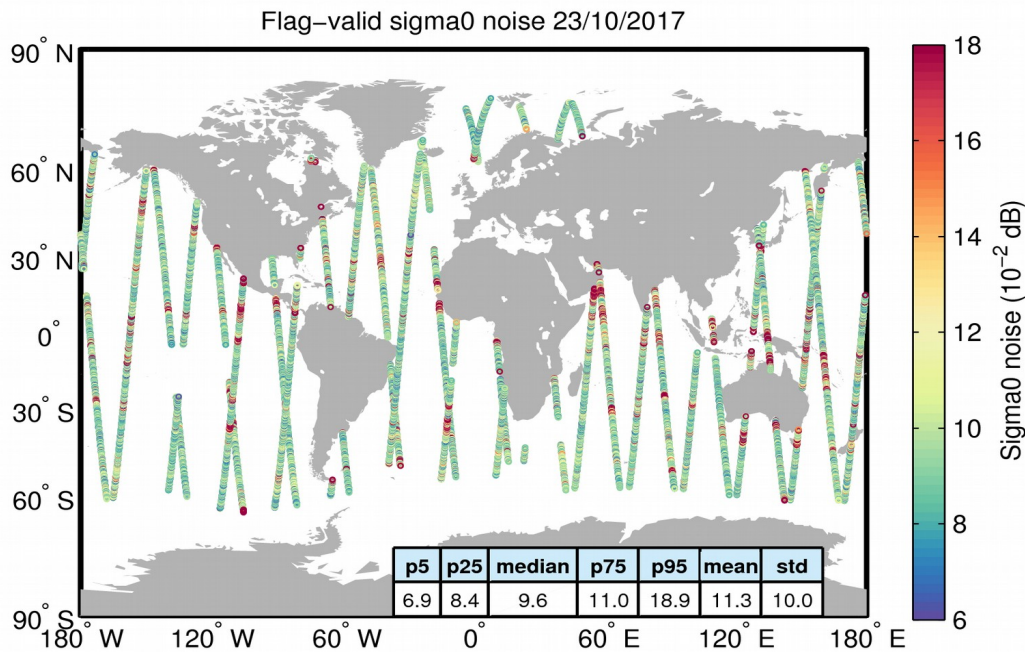 Flag-valid sigma0 noise 23/10/2017
90° N
60° N
30° N
0°
30° S
60° S
90° S
180° W
120° W
60° W
0°
60° E
120° E
180° E
p5 p25 median p75 p95 mean std
6.9 8.4 9.6 11.0 18.9 11.3 10.0
18
16
14
12
10
8
6
Sigma0 noise (10⁻² dB)